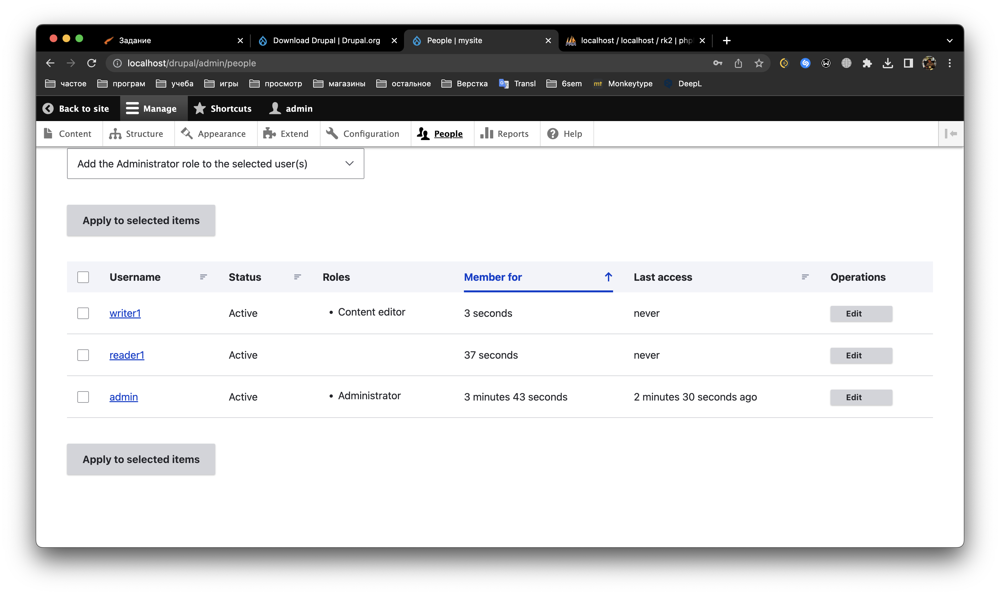 Задание
Download Drupal | Drupal.org
People | mysite
localhost / localhost / rk2 | php
localhost/drupal/admin/people
частое програм учеба игры просмотр магазины остальное Верстка Transl 6sem mt Monkeytype DeepL
Back to site Manage Shortcuts admin
Content Structure Appearance Extend Configuration People Reports Help
Add the Administrator role to the selected user(s)
Apply to selected items
Username Status Roles Member for Last access Operations
writer1 Active • Content editor 3 seconds never Edit
reader1 Active 37 seconds never Edit
admin Active • Administrator 3 minutes 43 seconds 2 minutes 30 seconds ago Edit
Apply to selected items